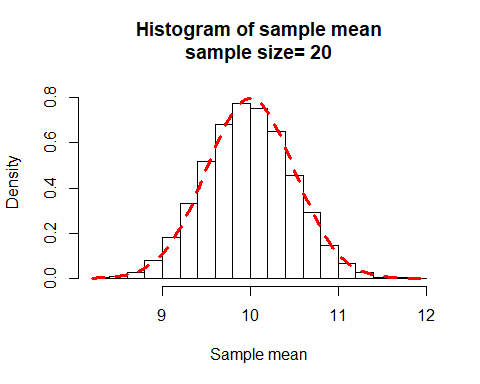 Histogram of sample mean
sample size= 20
Density
0.8
0.6
0.4
0.2
0.0
9 10 11 12
Sample mean